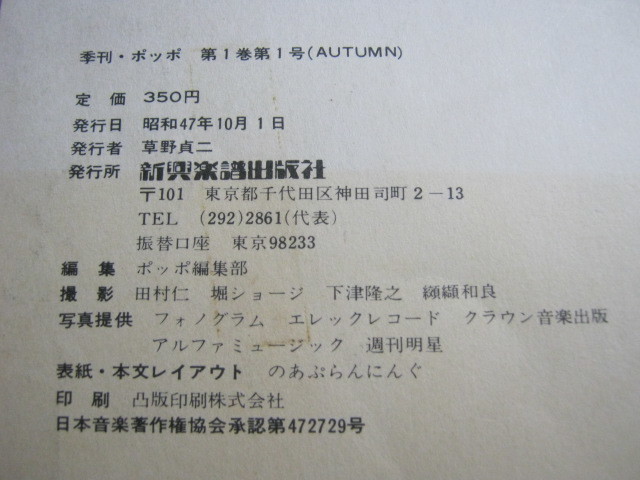 季刊・ポッポ 第1巻第1号(AUTUMN)
定価 350円
発行日 昭和47年10月1日
発行者 草野貞二
発行所 新興楽譜出版社
〒101 東京都千代田区神田司町2-13
TEL (292)2861(代表)
振替口座 東京98233
編集 ポッポ編集部
撮影 田村仁 堀ショージ 下津隆之 纐纈和良
写真提供 フォノグラム エレックレコード クラウン音楽出版
アルファミュージック 週刊明星
表紙・本文レイアウト のあぷらんにんぐ
印刷 凸版印刷株式会社
日本音楽著作権協会承認第472729号